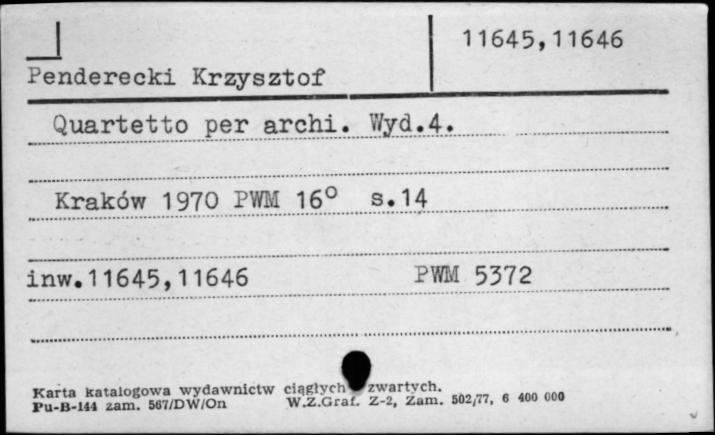 11645,11646
Penderecki Krzysztof
Quartetto per archi. Wyd.4.
Kraków 1970 PWM 16° s.14
inw.11645,11646 PWM 5372
Karta katalogowa wydawnictw ciągłych zwartych.
Pu-B-144 zam. 567/DW/On W.Z.Graf. Z-2, Zam. 502/77, 6 400 000